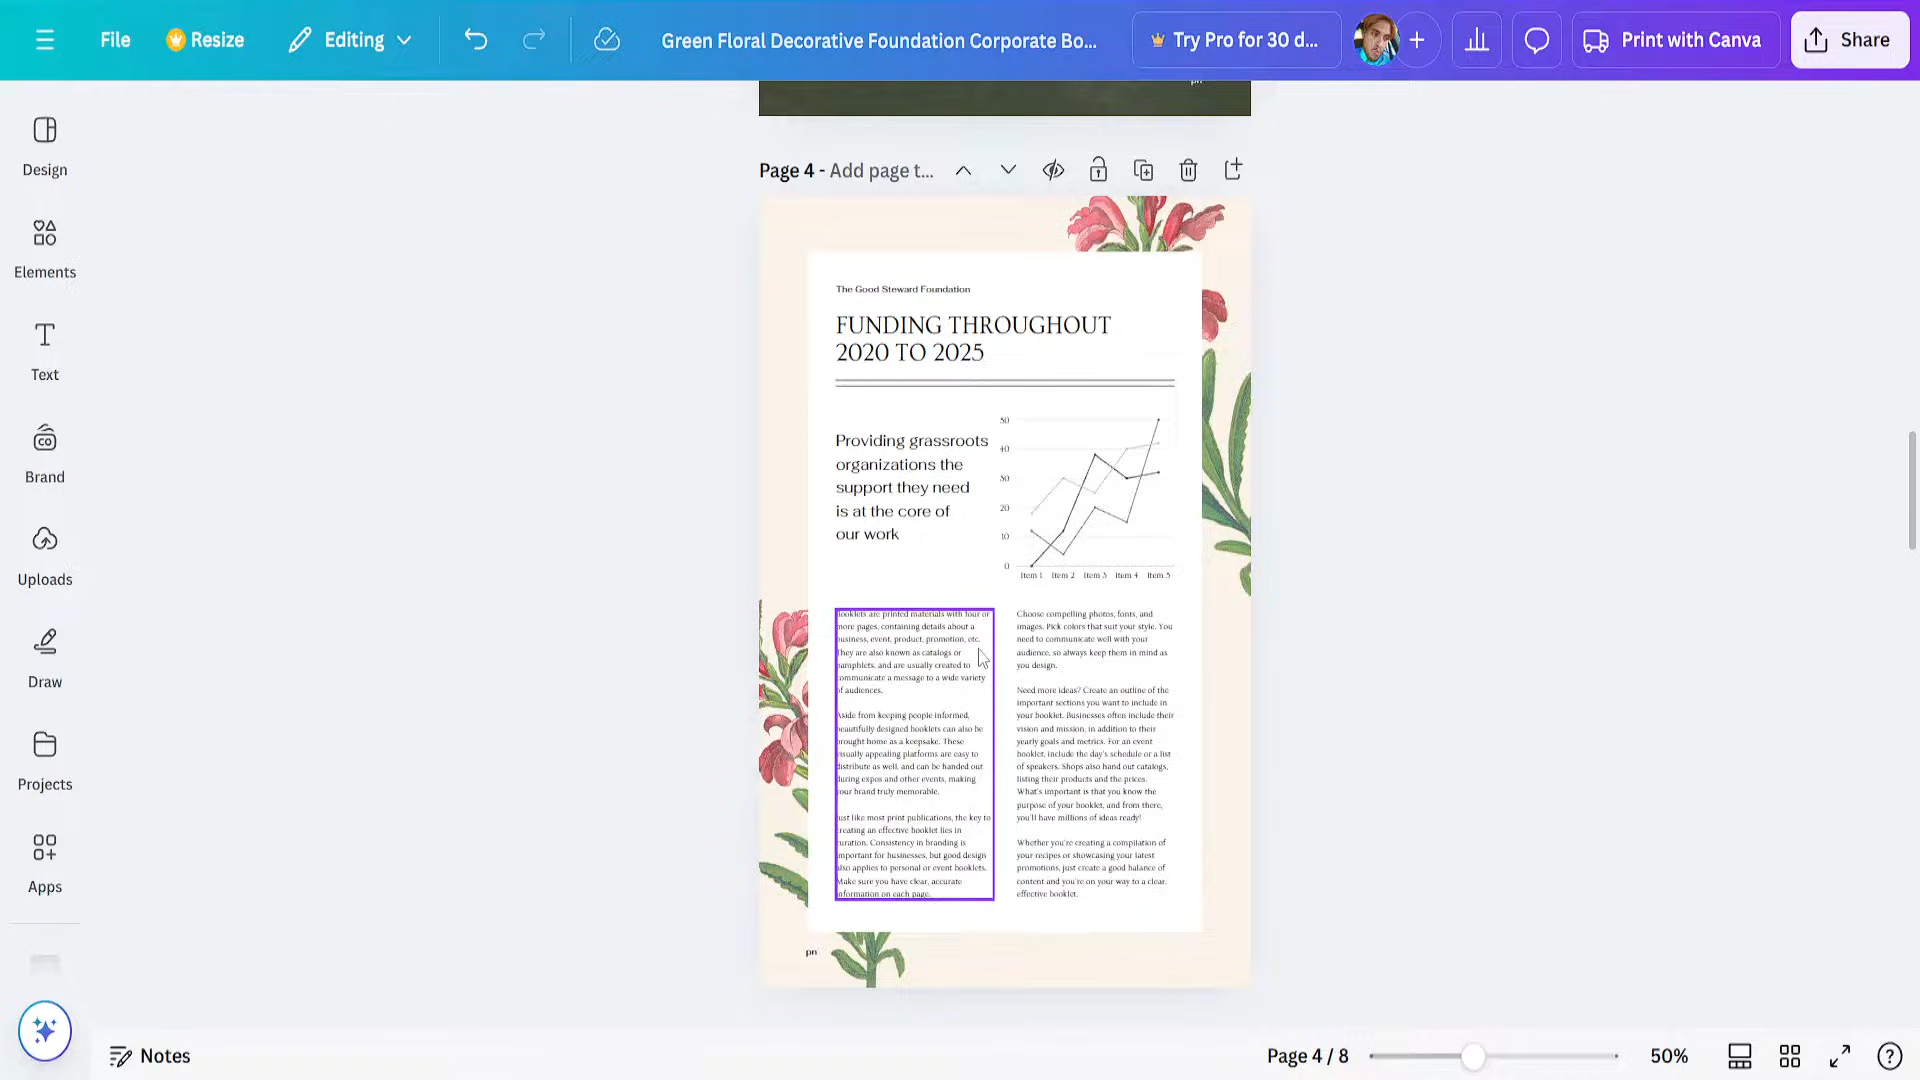 File
Resize
Editing
Green Floral Decorative Foundation Corporate Bo...
Try Pro for 30 d...
Print with Canva
Share
Design
Elements
Text
Brand
Uploads
Draw
Projects
Apps
pn
Page 4 - Add page t...
The Good Steward Foundation
FUNDING THROUGHOUT
2020 TO 2025
Providing grassroots
organizations the
support they need
is at the core of
our work
50
40
30
20
10
0
Item 1 Item 2 Item 3 Item 4 Item 5
Booklets are printed materials with four or
more pages, containing details about a
business, event, product, promotion, etc.
They are also known as catalogs or
pamphlets, and are usually created to
communicate a message to a wide variety
of audiences.
Aside from keeping people informed,
beautifully designed booklets can also be
brought home as a keepsake. These
visually appealing platforms are easy to
distribute as well, and can be handed out
during expos and other events, making
your brand truly memorable.
Just like most print publications, the key to
creating an effective booklet lies in
curation. Consistency in branding is
important for businesses, but good design
also applies to personal or event booklets.
Make sure you have clear, accurate
information on each page.
Choose compelling photos, fonts, and
images. Pick colors that suit your style. You
need to communicate well with your
audience, so always keep them in mind as
you design.
Need more ideas? Create an outline of the
important sections you want to include in
your booklet. Businesses often include their
vision and mission, in addition to their
yearly goals and metrics. For an event
booklet, include the day's schedule or a list
of speakers. Shops also hand out catalogs,
listing their products and the prices.
What's important is that you know the
purpose of your booklet, and from there,
you'll have millions of ideas ready!
Whether you're creating a compilation of
your recipes or showcasing your latest
promotions, just create a good balance of
content and you're on your way to a clear,
effective booklet.
pn
Notes
Page 4 / 8
50%